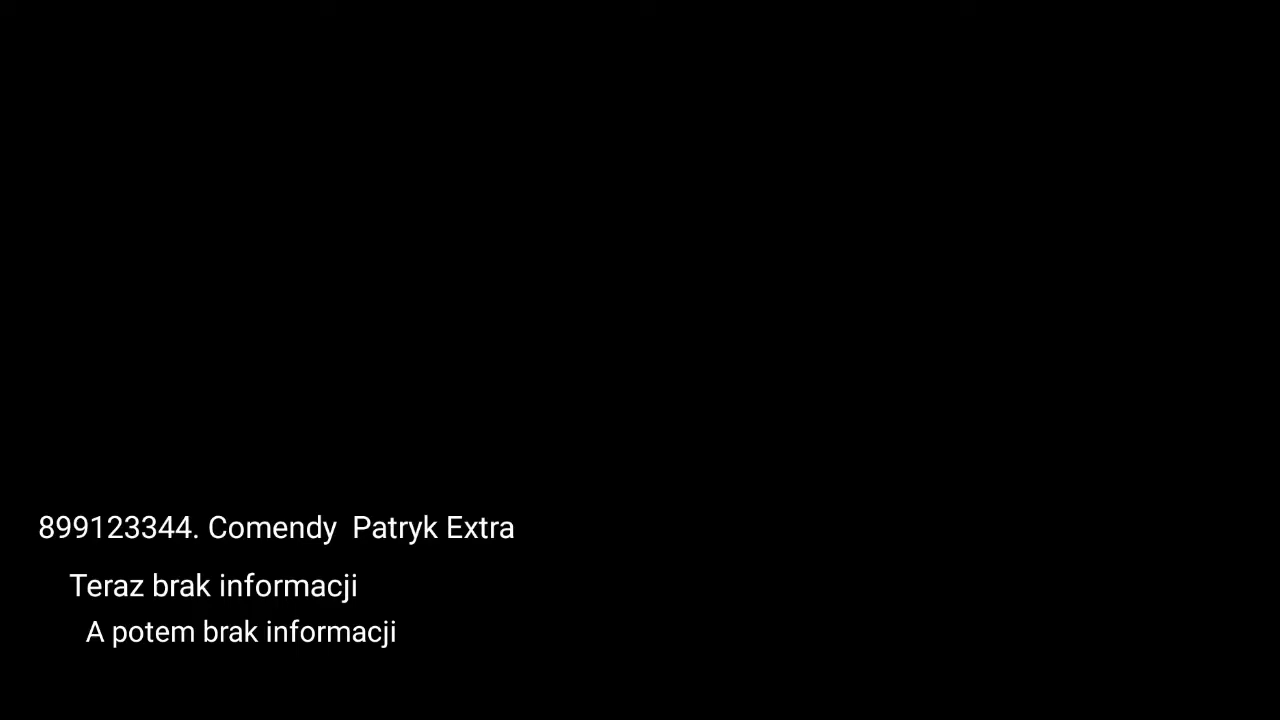 899123344. Comendy  Patryk Extra
Teraz brak informacji
A potem brak informacji